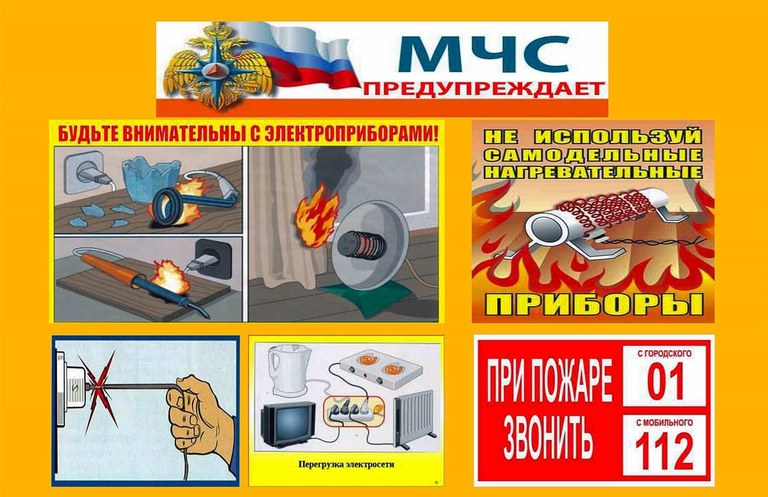 МЧС
ПРЕДУПРЕЖДАЕТ
БУДЬТЕ ВНИМАТЕЛЬНЫ С ЭЛЕКТРОПРИБОРАМИ!
НЕ ИСПОЛЬЗУЙ
САМОДЕЛЬНЫЕ
НАГРЕВАТЕЛЬНЫЕ
ПРИБОРЫ
Перегрузка электросети
ПРИ ПОЖАРЕ
ЗВОНИТЬ
С ГОРОДСКОГО
01
С МОБИЛЬНОГО
112